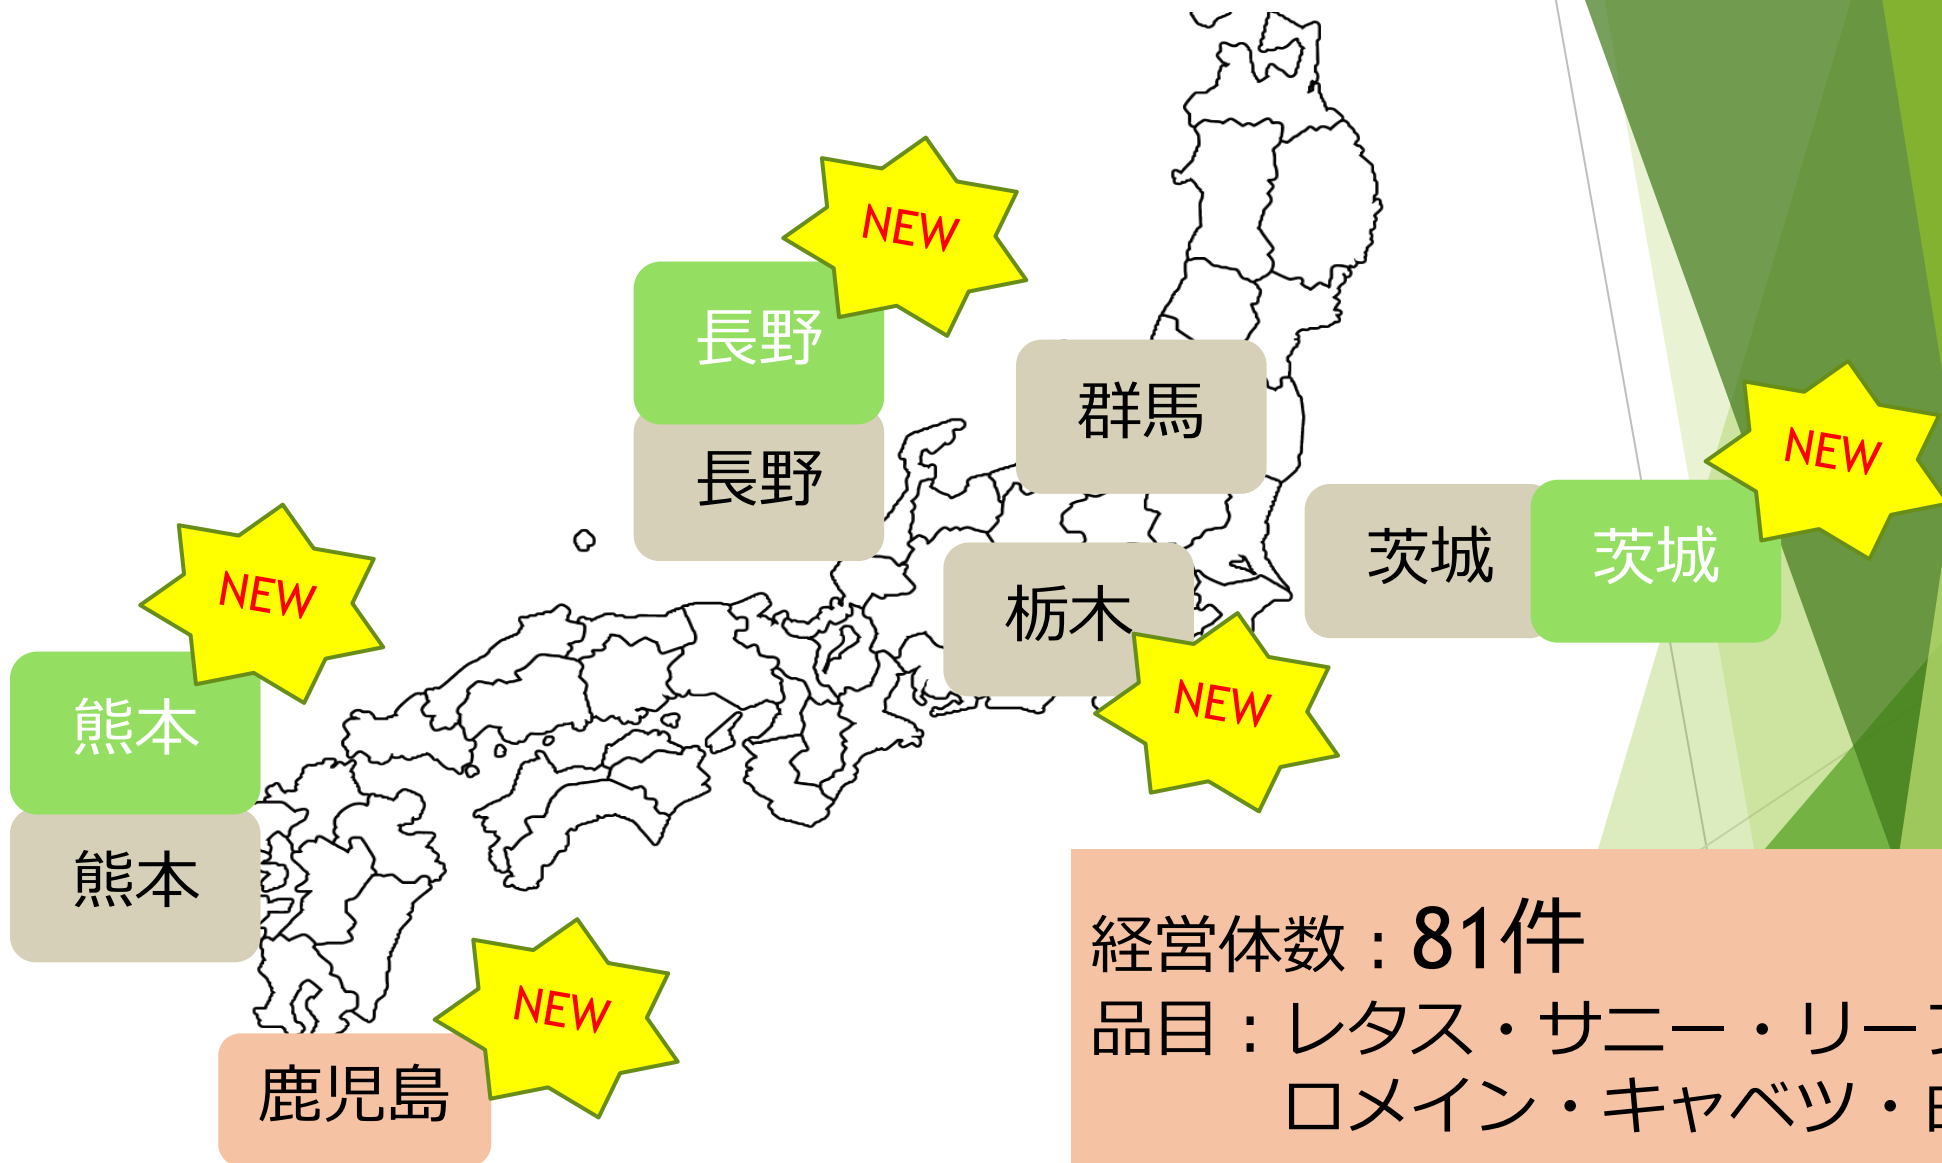 NEW
長野
長野
群馬
NEW
茨城
茨城
NEW
熊本
熊本
栃木
NEW
NEW
鹿児島
経営体数：81件
品目：レタス・サニー・リーフ
ロメイン・キャベツ・